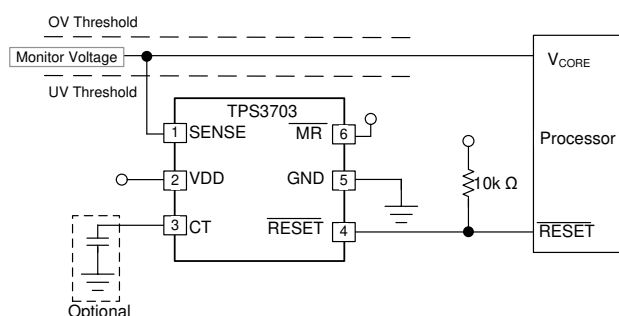 OV Threshold
Monitor Voltage
UV Threshold
TPS3703
1 SENSE
MR 6
2 VDD
GND 5
3 CT
RESET 4
Optional
10k Ω
VCORE
Processor
RESET